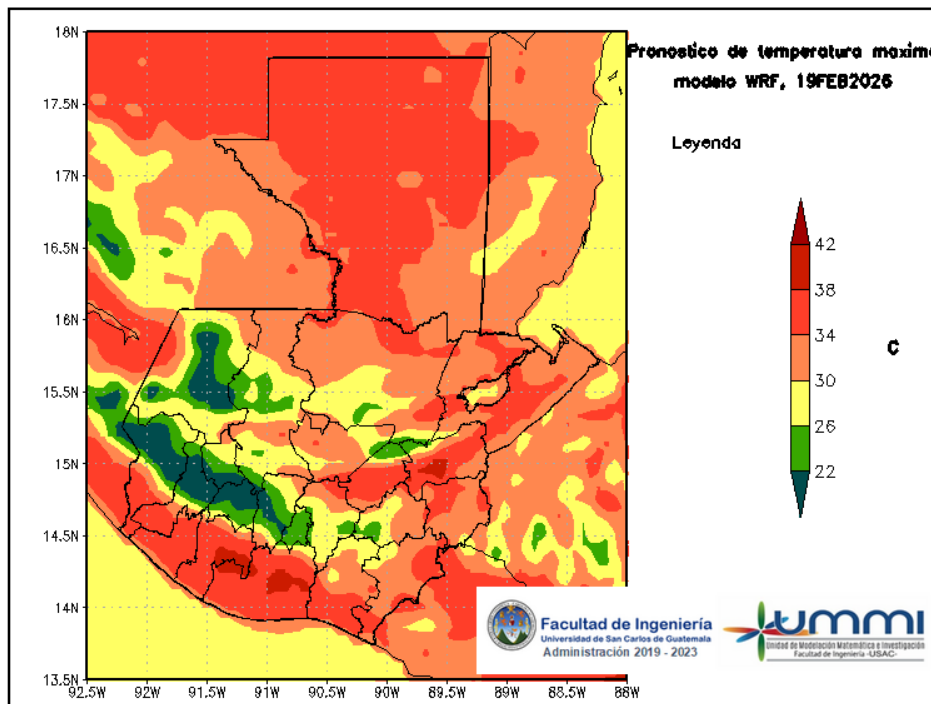 Pronostico de temperatura maxima
modelo WRF, 19FEB2026
Leyenda
42
38
34
30
26
22
C
18N
17.5N
17N
16.5N
16N
15.5N
15N
14.5N
14N
13.5N
92.5W 92W 91.5W 91W 90.5W 90W 89.5W 89W 88.5W 88W
Facultad de Ingeniería
Universidad de San Carlos de Guatemala
Administración 2019 - 2023
ummi
Unidad de Modelación Matemática e Investigación
Facultad de Ingeniería -USAC-